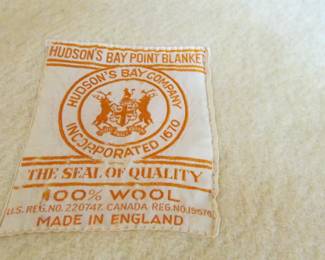 HUDSON'S BAY POINT BLANKET
HUDSON'S BAY COMPANY
INCORPORATED 1670
THE SEAL OF QUALITY
100% WOOL
U.S. REG. NO. 220747. CANADA REG. NO.
MADE IN ENGLAND